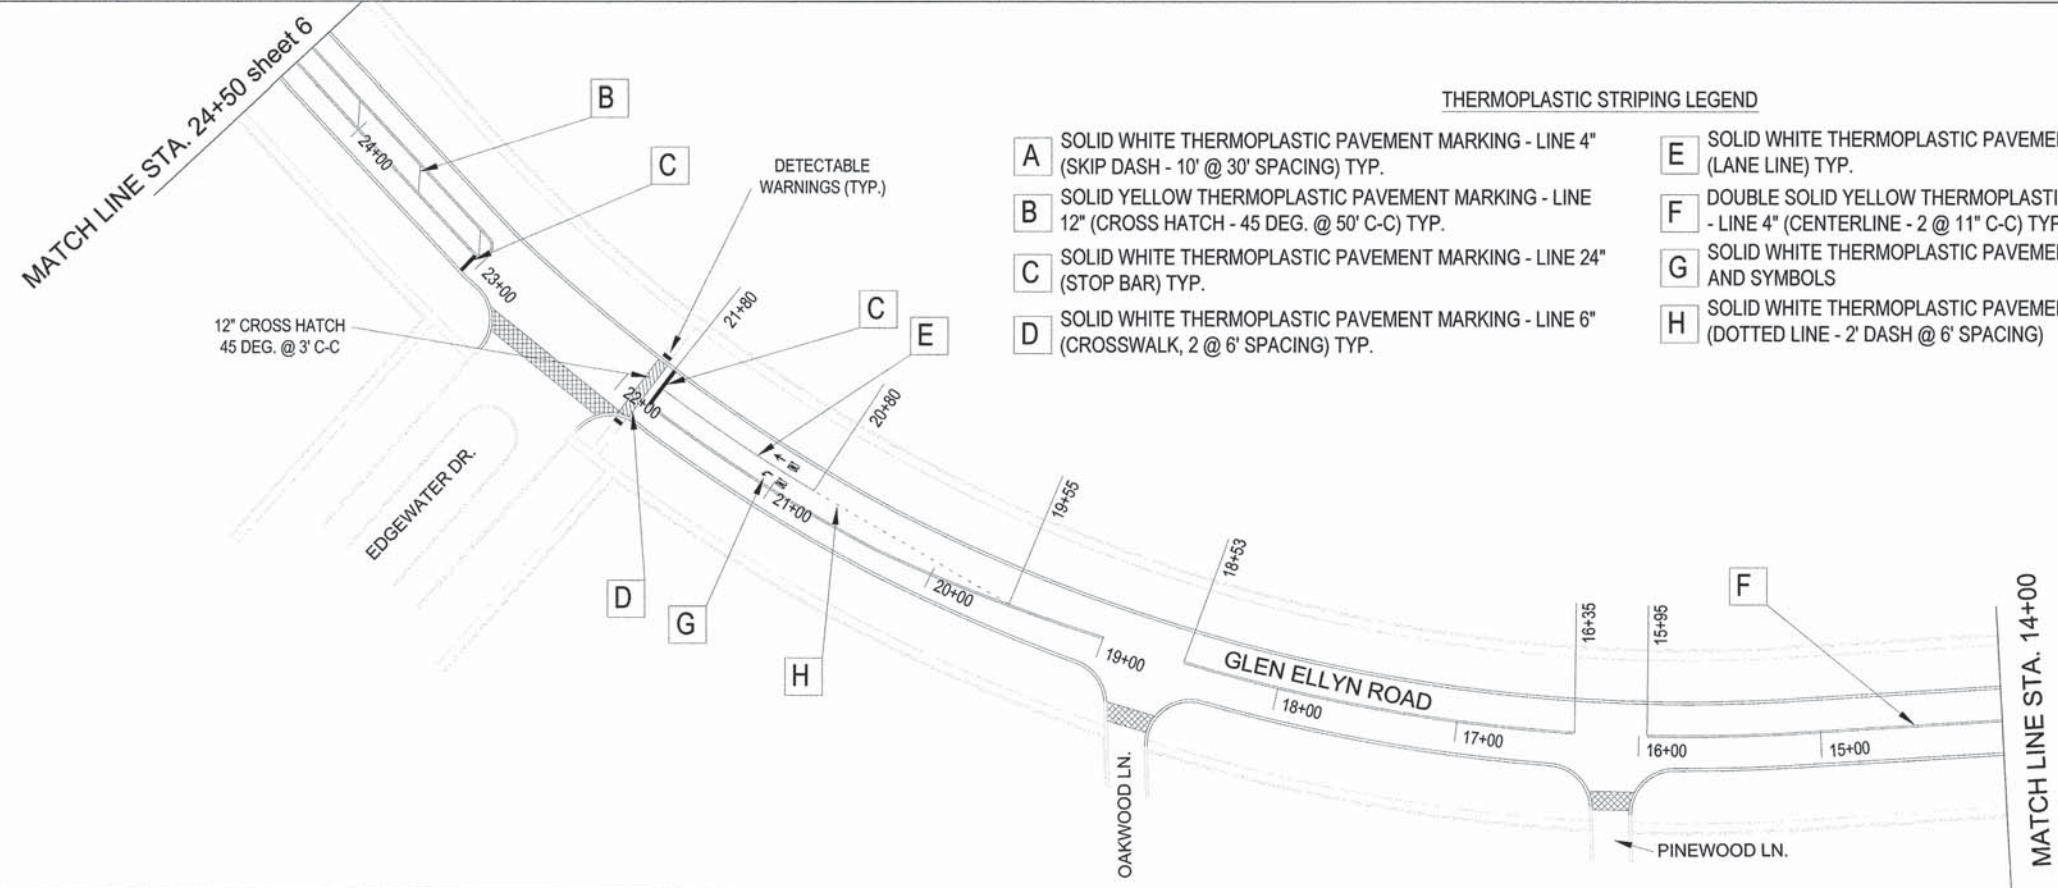 MATCH LINE STA. 24+50 sheet 6
B
C
24+00
23+00
DETECTABLE
WARNINGS (TYP.)
12" CROSS HATCH
45 DEG. @ 3' C-C
21+80
C
E
22+00
20+80
EDGEWATER DR.
21+00
D
G
H
20+00
19+55
19+00
18+53
GLEN ELLYN ROAD
18+00
17+00
16+35
15+95
16+00
15+00
F
OAKWOOD LN.
PINEWOOD LN.
MATCH LINE STA. 14+00
THERMOPLASTIC STRIPING LEGEND
A SOLID WHITE THERMOPLASTIC PAVEMENT MARKING - LINE 4"
(SKIP DASH - 10' @ 30' SPACING) TYP.
B SOLID YELLOW THERMOPLASTIC PAVEMENT MARKING - LINE
12" (CROSS HATCH - 45 DEG. @ 50' C-C) TYP.
C SOLID WHITE THERMOPLASTIC PAVEMENT MARKING - LINE 24"
(STOP BAR) TYP.
D SOLID WHITE THERMOPLASTIC PAVEMENT MARKING - LINE 6"
(CROSSWALK, 2 @ 6' SPACING) TYP.
E SOLID WHITE THERMOPLASTIC
(LANE LINE) TYP.
F DOUBLE SOLID YELLOW
- LINE 4" (CENTERLINE - 2 @ 11" C-C)
G SOLID WHITE THERMOPLASTIC
AND SYMBOLS
H SOLID WHITE THERMOPLASTIC
(DOTTED LINE - 2' DASH @ 6' SPACING)